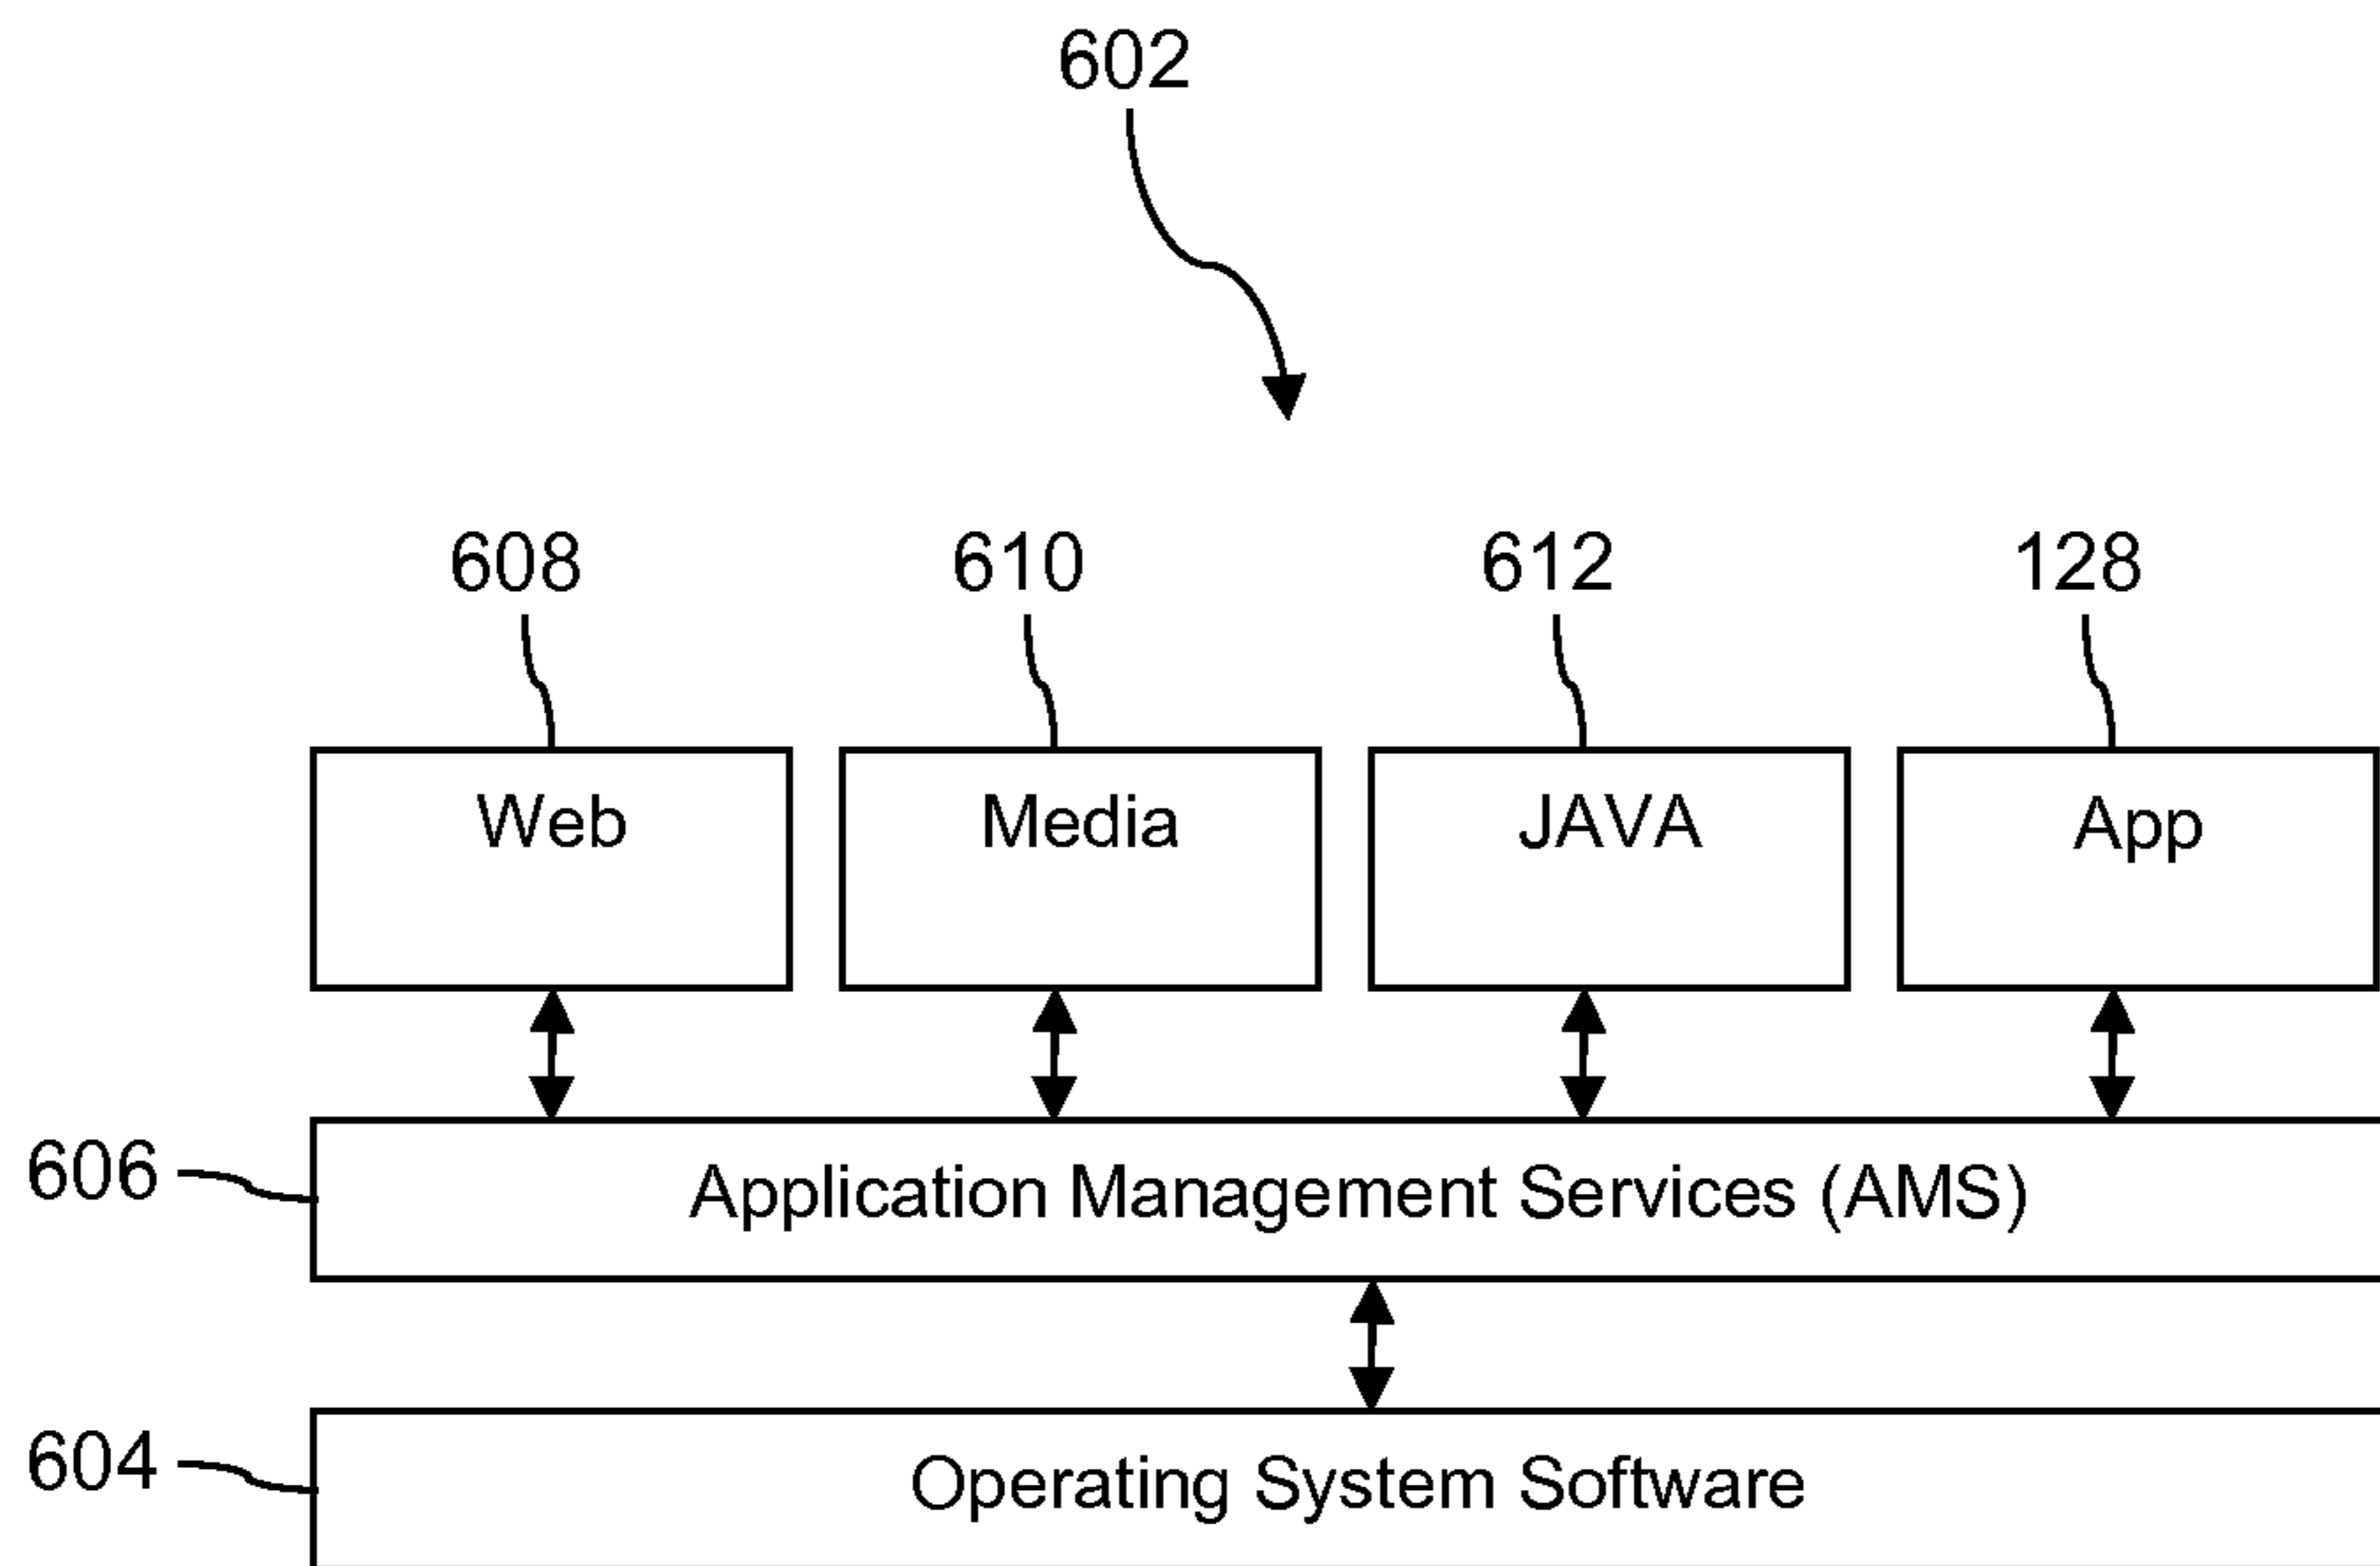 602
608 610 612 128
Web Media JAVA App
606 Application Management Services (AMS)
604 Operating System Software